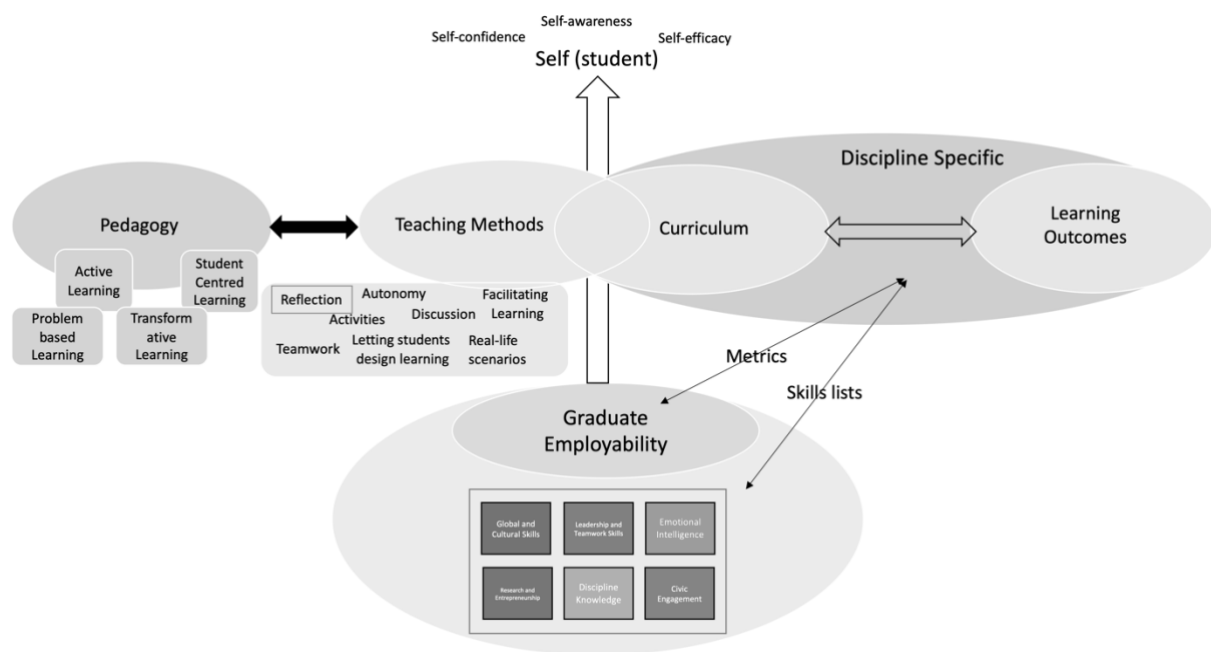 Self-awareness
Self-confidence
Self-efficacy
Self (student)
Discipline Specific
Pedagogy
Teaching Methods
Curriculum
Learning
Outcomes
Active
Learning
Student
Centred
Learning
Problem
based
Learning
Transform
ative
Learning
Reflection
Autonomy
Facilitating
Learning
Activities
Discussion
Teamwork
Letting students
design learning
Real-life
scenarios
Metrics
Skills lists
Graduate
Employability
Global and
Cultural Skills
Leadership and
Teamwork Skills
Emotional
Intelligence
Research and
Entrepreneurship
Discipline
Knowledge
Civic
Engagement